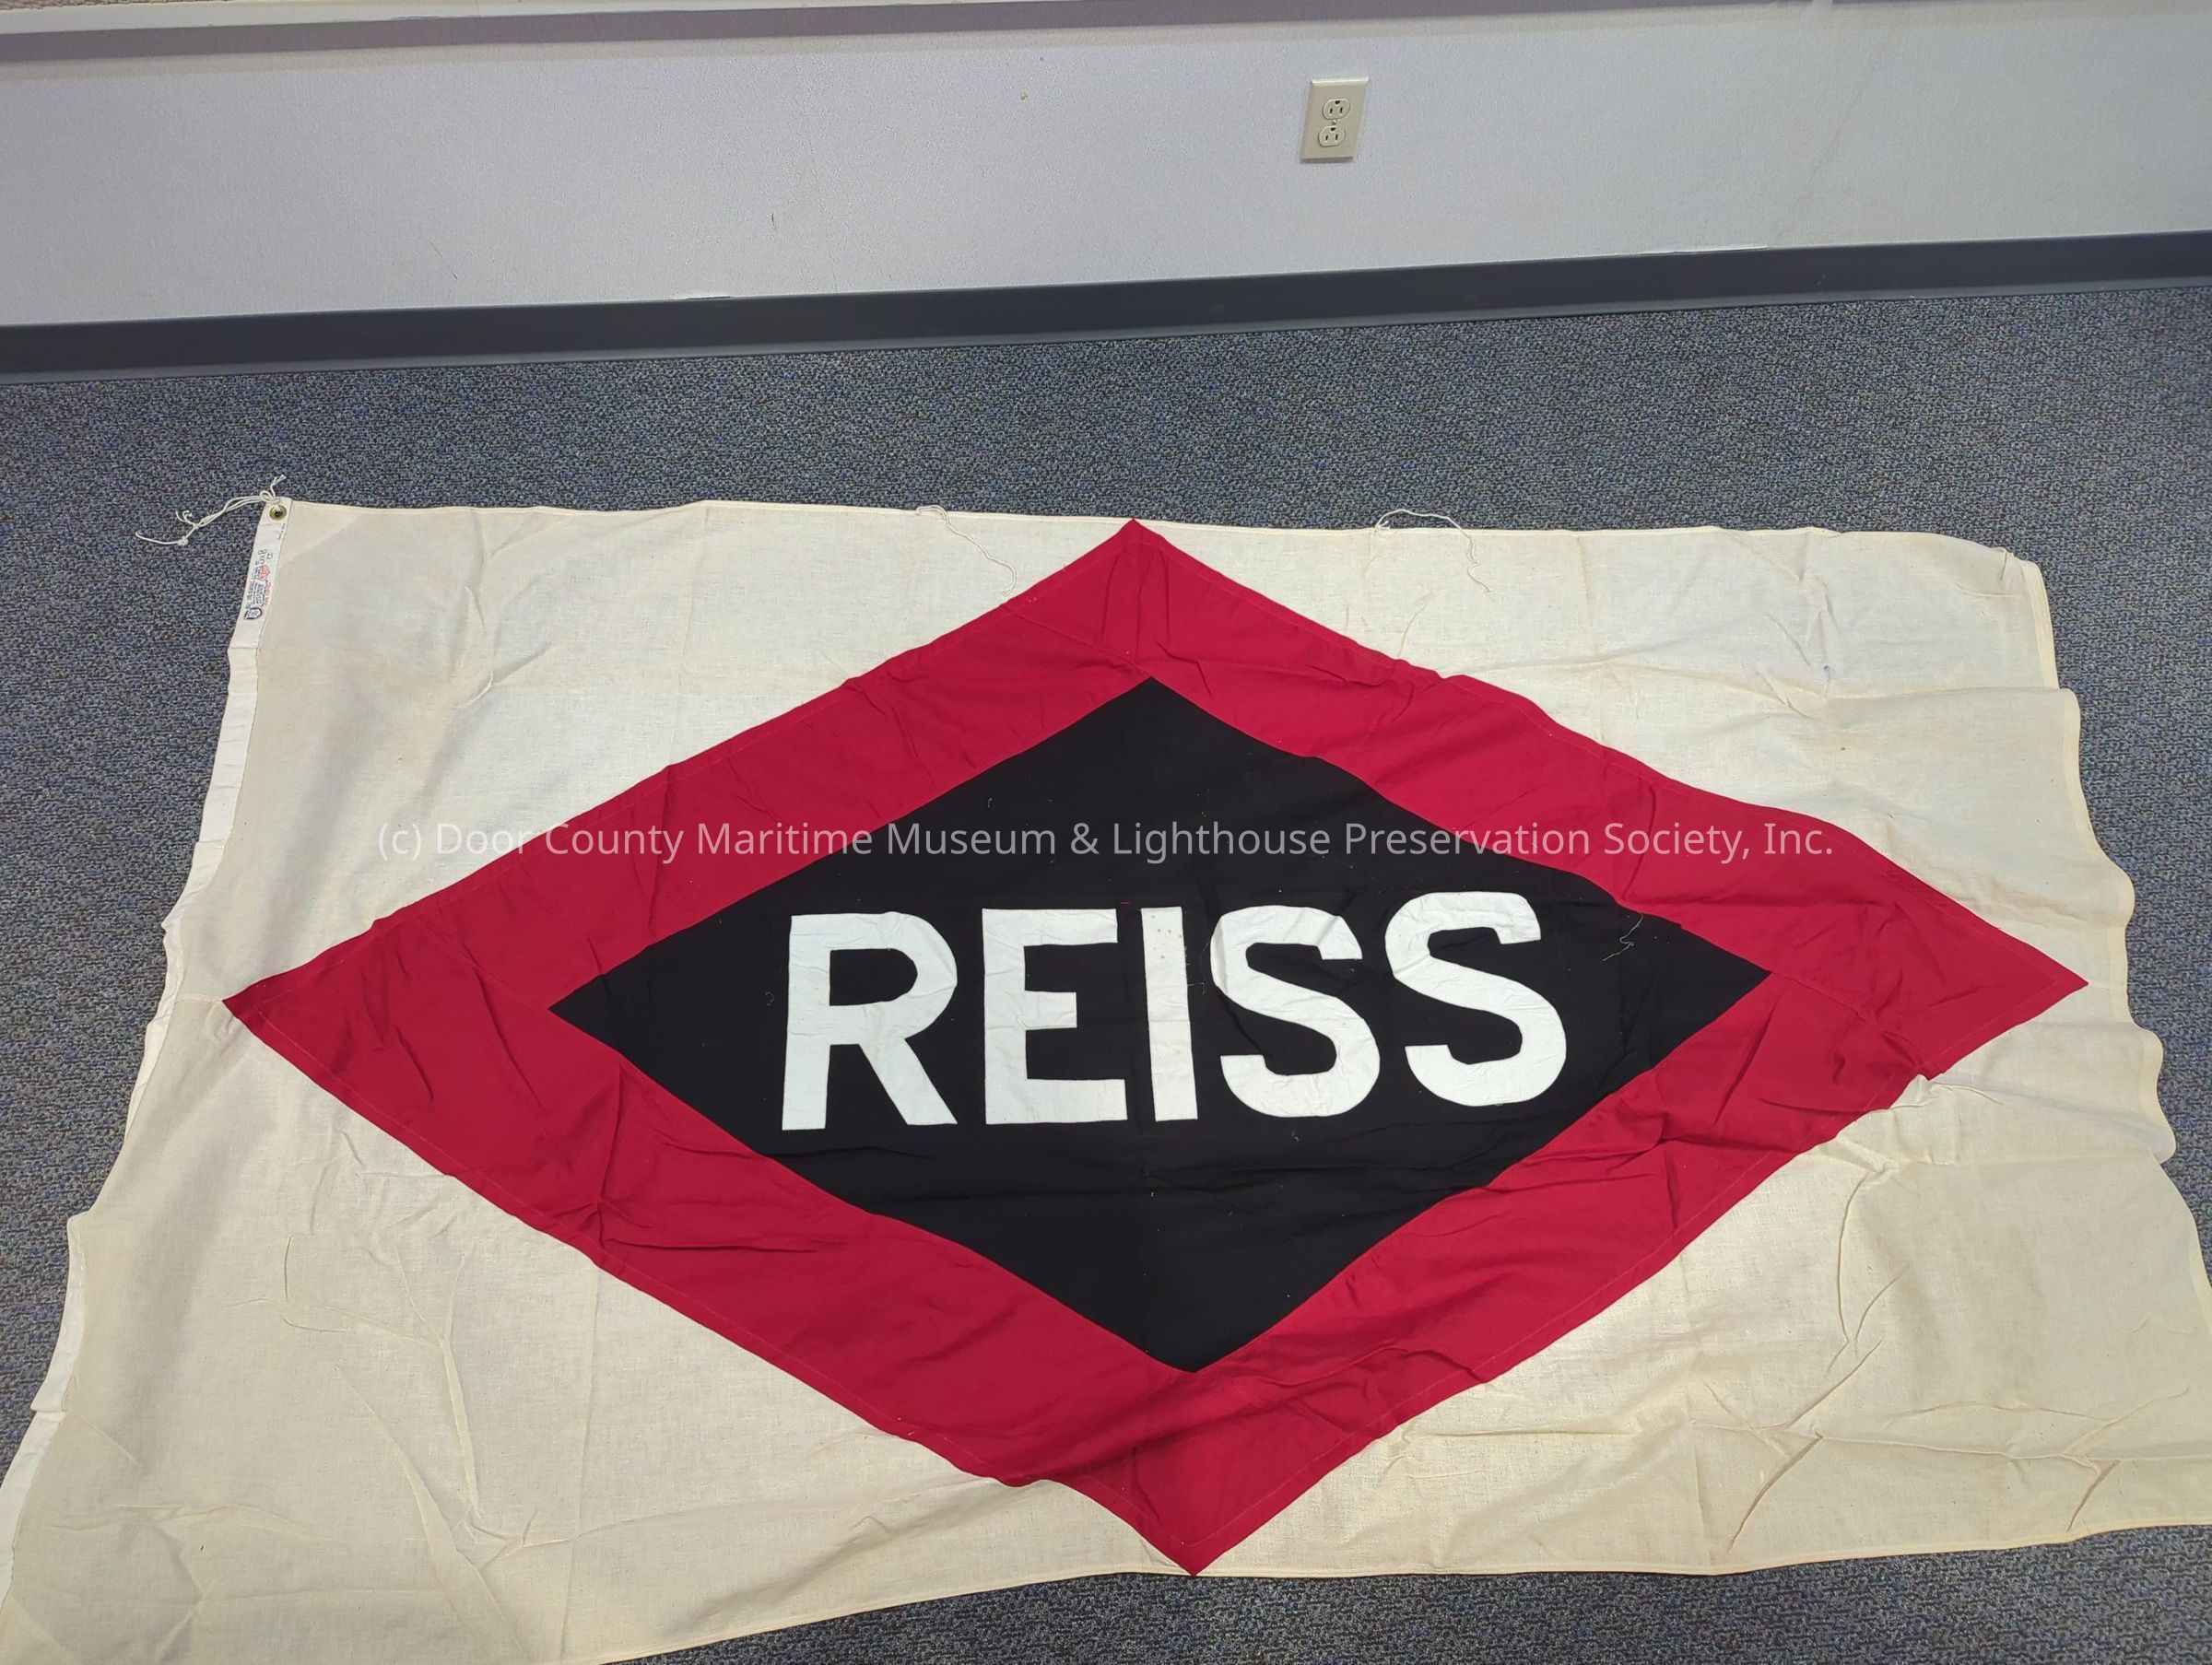 (c) Door County Maritime Museum & Lighthouse Preservation Society, Inc.
REISS